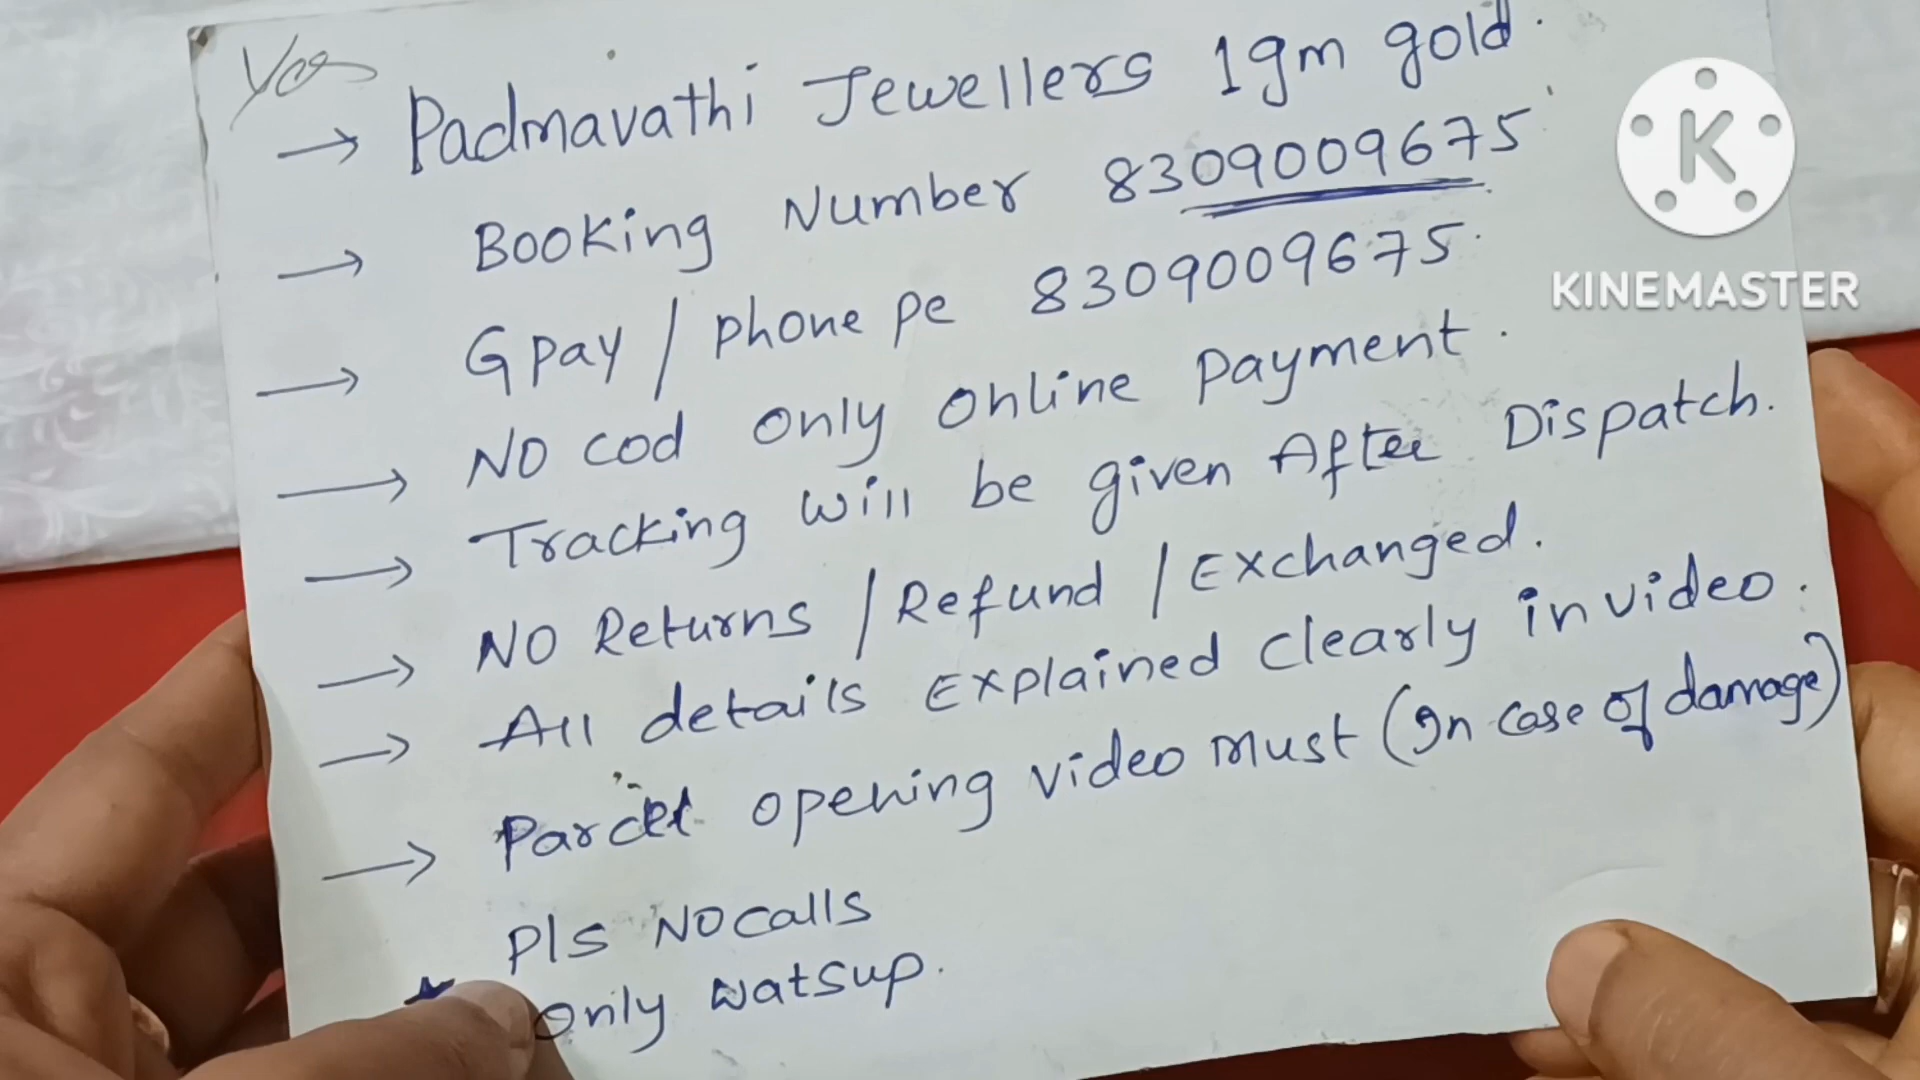 Yes
→ Padmavathi Jewellers 1gm gold.
→ Booking Number 8309009675
→ Gpay / phone pe 8309009675.
→ NO cod only online payment.
→ Tracking will be given After Dispatch.
→ NO Returns / Refund / Exchanged.
→ All details Explained clearly in video.
→ Parcel opening video must (In case of damage)
Pls NO calls
only watsup.
K
KINEMASTER